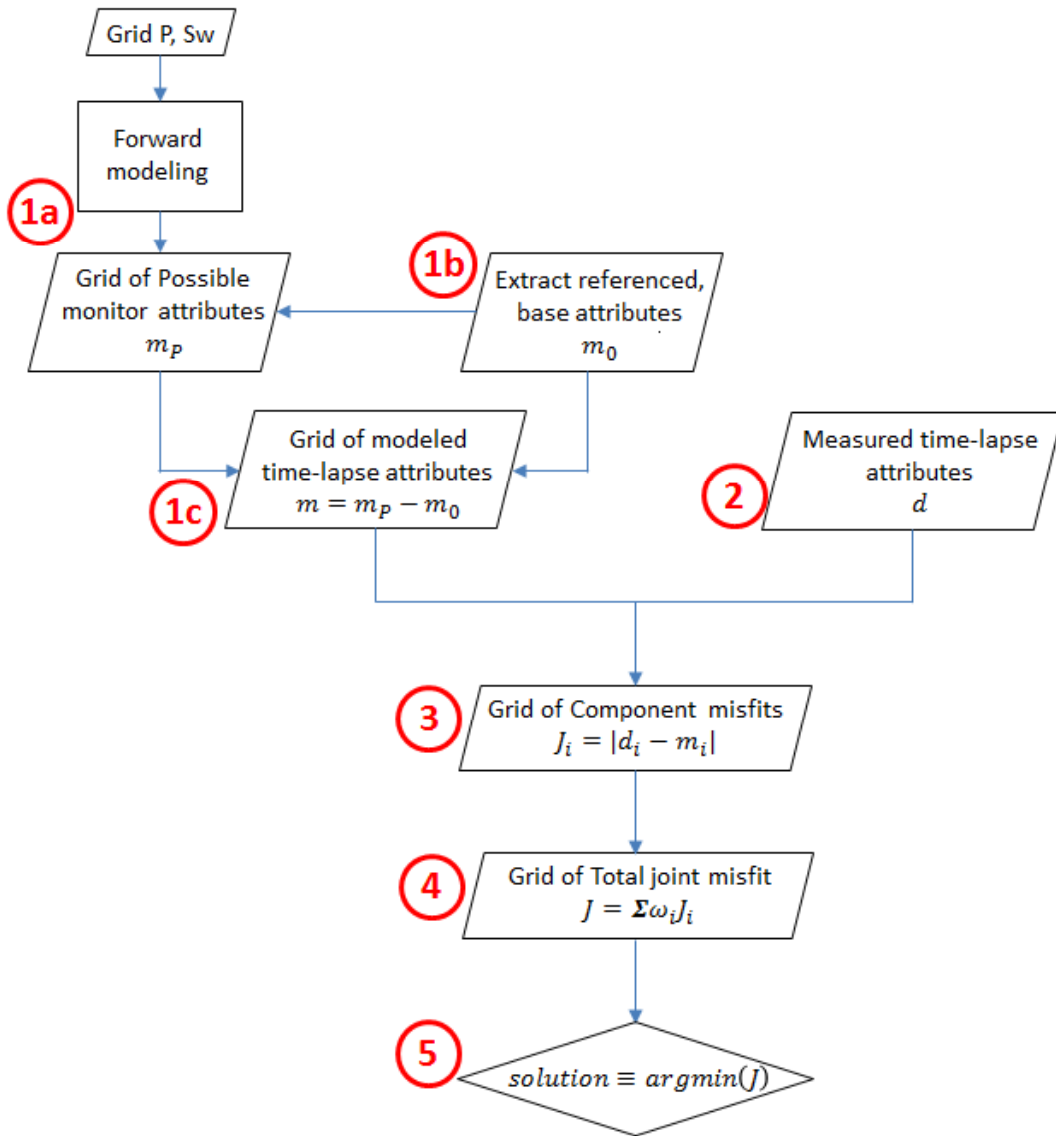 Grid P, Sw
Forward
modeling
1a
Grid of Possible
monitor attributes
m_P
1b
Extract referenced,
base attributes
m_0
Grid of modeled
time-lapse attributes
m = m_P − m_0
1c
Measured time-lapse
attributes
d
2
3
Grid of Component misfits
J_i = |d_i − m_i|
4
Grid of Total joint misfit
J = Σω_iJ_i
5
solution ≡ argmin(J)